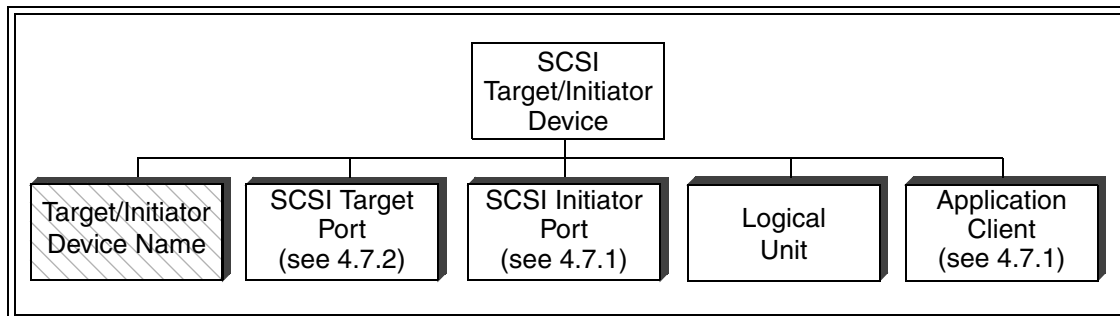 SCSI
Target/Initiator
Device
Target/Initiator
Device Name
SCSI Target
Port
(see 4.7.2)
SCSI Initiator
Port
(see 4.7.1)
Logical
Unit
Application
Client
(see 4.7.1)